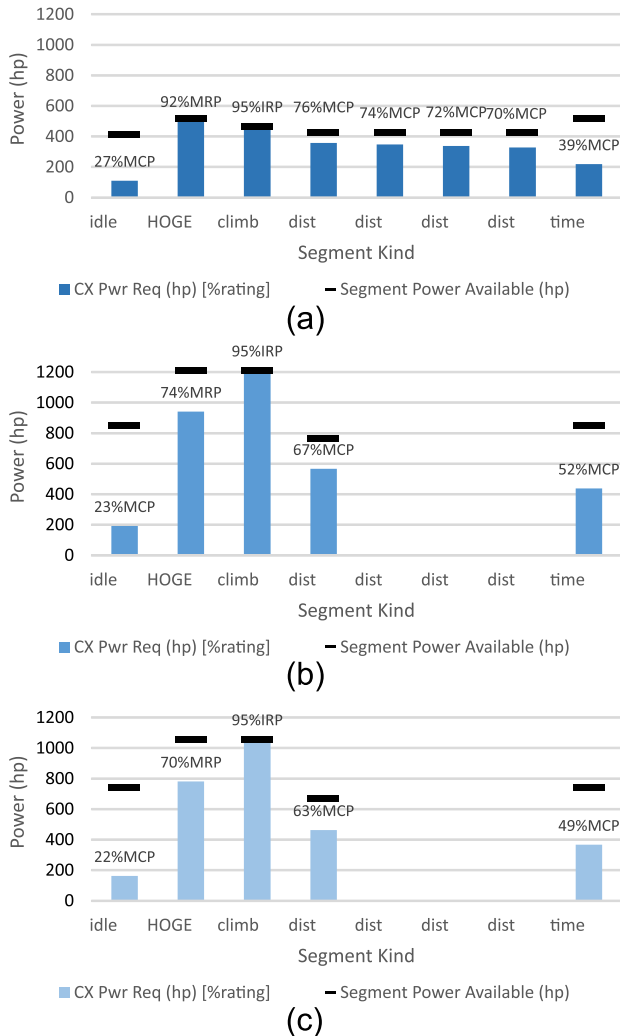 1200
1000
800
600
400
200
0
Power (hp)
92%MRP
95%IRP
76%MCP
74%MCP
72%MCP
70%MCP
27%MCP
39%MCP
idle HOGE climb dist dist dist dist time
Segment Kind
CX Pwr Req (hp) [%rating] Segment Power Available (hp)
(a)
95%IRP
1200
1000
800
600
400
200
0
Power (hp)
74%MRP
67%MCP
52%MCP
23%MCP
idle HOGE climb dist dist dist dist time
Segment Kind
CX Pwr Req (hp) [%rating] Segment Power Available (hp)
(b)
1200
1000
800
600
400
200
0
Power (hp)
95%IRP
70%MRP
63%MCP
49%MCP
22%MCP
idle HOGE climb dist dist dist dist time
Segment Kind
CX Pwr Req (hp) [%rating] Segment Power Available (hp)
(c)